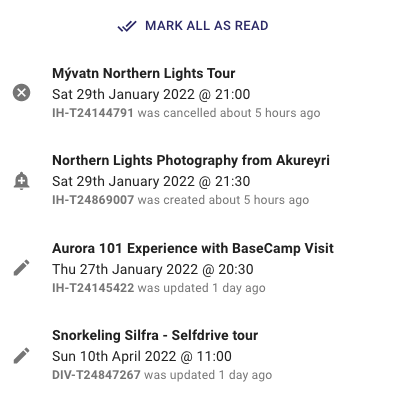 MARK ALL AS READ
Mývatn Northern Lights Tour
Sat 29th January 2022 @ 21:00
IH-T24144791 was cancelled about 5 hours ago
Northern Lights Photography from Akureyri
Sat 29th January 2022 @ 21:30
IH-T24869007 was created about 5 hours ago
Aurora 101 Experience with BaseCamp Visit
Thu 27th January 2022 @ 20:30
IH-T24145422 was updated 1 day ago
Snorkeling Silfra - Selfdrive tour
Sun 10th April 2022 @ 11:00
DIV-T24847267 was updated 1 day ago